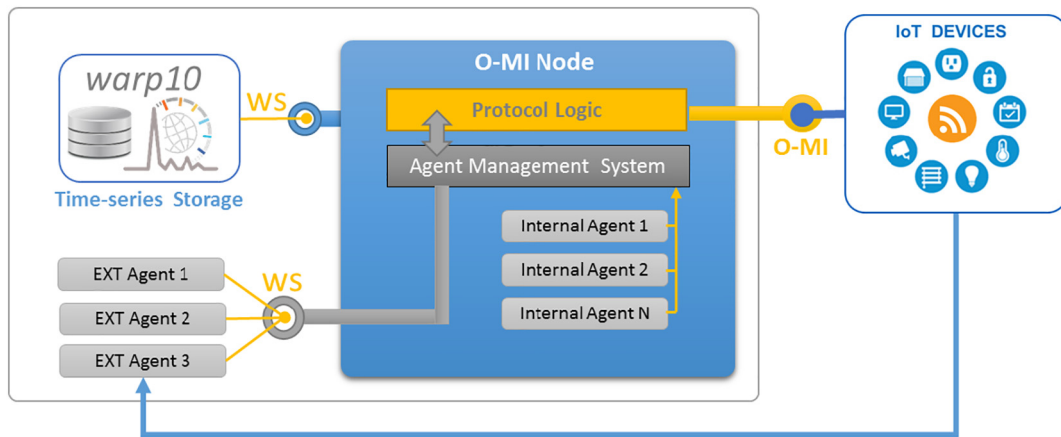 IoT DEVICES
O-MI Node
warp10
WS
Protocol Logic
O-MI
Agent Management System
Time-series Storage
Internal Agent 1
Internal Agent 2
Internal Agent N
EXT Agent 1
WS
EXT Agent 2
EXT Agent 3